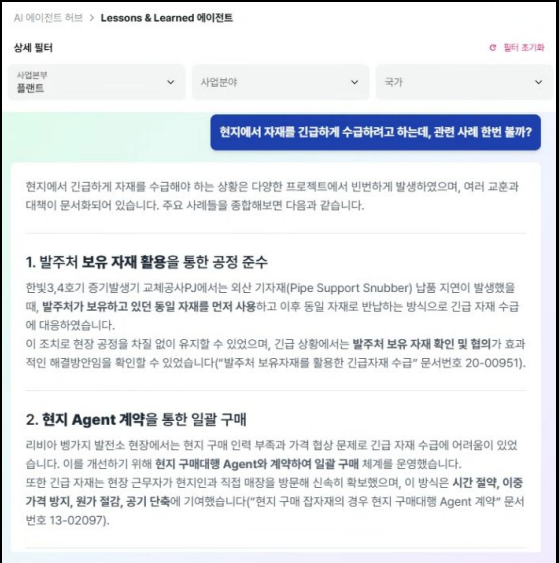 AI 에이전트 허브 > Lessons & Learned 에이전트
상세 필터
필터 초기화
사업본부
플랜트
사업분야
국가
현지에서 자재를 긴급하게 수급하려고 하는데, 관련 사례 한번 볼까?
현지에서 긴급하게 자재를 수급해야 하는 상황은 다양한 프로젝트에서 빈번하게 발생하였으며, 여러 교훈과
대책이 문서화되어 있습니다. 주요 사례들을 종합해보면 다음과 같습니다.
1. 발주처 보유 자재 활용을 통한 공정 준수
한빛3,4호기 증기발생기 교체공사PJ에서는 외산 기자재(Pipe Support Snubber) 납품 지연이 발생했을
때, 발주처가 보유하고 있던 동일 자재를 먼저 사용하고 이후 동일 자재로 반납하는 방식으로 긴급 자재 수급
에 대응하였습니다.
이 조치로 현장 공정을 차질 없이 유지할 수 있었으며, 긴급 상황에서는 발주처 보유 자재 확인 및 협의가 효과
적인 해결방안임을 확인할 수 있었습니다("발주처 보유자재를 활용한 긴급자재 수급" 문서번호 20-00951).
2. 현지 Agent 계약을 통한 일괄 구매
리비아 벵가지 발전소 현장에서는 현지 구매 인력 부족과 가격 협상 문제로 긴급 자재 수급에 어려움이 있었
습니다. 이를 개선하기 위해 현지 구매대행 Agent와 계약하여 일괄 구매 체계를 운영했습니다.
또한 긴급 자재는 현장 근무자가 현지인과 직접 매장을 방문해 신속히 확보했으며, 이 방식은 시간 절약, 이중
가격 방지, 원가 절감, 공기 단축에 기여했습니다("현지 구매 잡자재의 경우 현지 구매대행 Agent 계약" 문서
번호 13-02097).